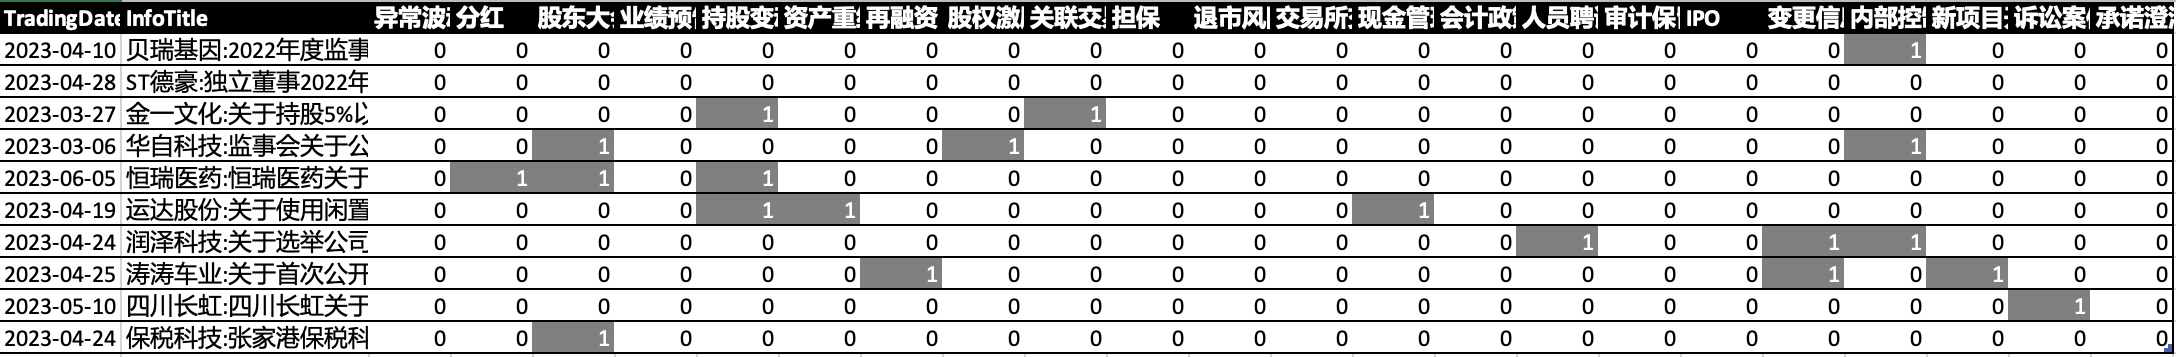 TradingDate InfoTitle 异常波 分红 股东大 业绩预 持股变 资产重 再融资 股权激 关联交 担保 退市风 交易所 现金管 会计政 人员聘 审计保 IPO 变更信 内部控 新项目 诉讼案 承诺澄
2023-04-10 贝瑞基因:2022年度监事 0 0 0 0 0 0 0 0 0 0 0 0 0 0 0 0 0 0 1 0 0 0
2023-04-28 ST德豪:独立董事2022年 0 0 0 0 0 0 0 0 0 0 0 0 0 0 0 0 0 0 0 0 0 0
2023-03-27 金一文化:关于持股5%以 0 0 0 0 1 0 0 0 1 0 0 0 0 0 0 0 0 0 0 0 0 0
2023-03-06 华自科技:监事会关于公 0 0 1 0 0 0 0 1 0 0 0 0 0 0 0 0 0 0 1 0 0 0
2023-06-05 恒瑞医药:恒瑞医药关于 0 1 1 0 1 0 0 0 0 0 0 0 0 0 0 0 0 0 0 0 0 0
2023-04-19 运达股份:关于使用闲置 0 0 0 0 1 1 0 0 0 0 0 0 1 0 0 0 0 0 0 0 0 0
2023-04-24 润泽科技:关于选举公司 0 0 0 0 0 0 0 0 0 0 0 0 0 0 1 0 0 1 1 0 0 0
2023-04-25 涛涛车业:关于首次公开 0 0 0 0 0 0 1 0 0 0 0 0 0 0 0 0 0 1 0 1 0 0
2023-05-10 四川长虹:四川长虹关于 0 0 0 0 0 0 0 0 0 0 0 0 0 0 0 0 0 0 0 0 1 0
2023-04-24 保税科技:张家港保税科 0 0 1 0 0 0 0 0 0 0 0 0 0 0 0 0 0 0 0 0 0 0